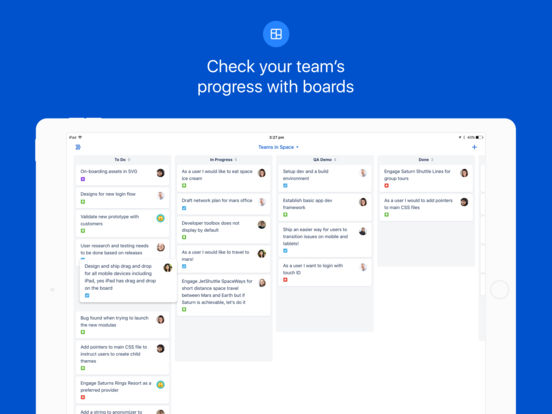 Check your team's
progress with boards
iPad
3:27 pm
Teams in Space
To Do
In Progress
QA Demo
Done
On-boarding assets in SVG
Designs for new login flow
Validate new prototype with
customers
User research and testing needs
to be done based on releases
Design and ship drag and drop
for all mobile devices including
iPad, yes iPad has drag and drop
on the board
Bug found when trying to launch
the new modules
Add pointers to main CSS file to
instruct users to create child
themes
Engage Saturns Rings Resort as a
preferred provider
Add a string to anonymizer to
As a user I would like to eat space
ice cream
Draft network plan for mars office
Developer toolbox does not
display by default
As a user I would like to travel to
mars!
Engage JetShuttle SpaceWays for
short distance space travel
between Mars and Earth but if
Saturn is achievable, let's do it
Setup dev and a build
environment
Establish basic app dev
framework
Ship an easier way for users to
transition issues on mobile and
tablets!
As a user I want to login with
touch ID
Engage Saturn Shuttle Lines for
group tours
As a user I would to add pointers
to main CSS files